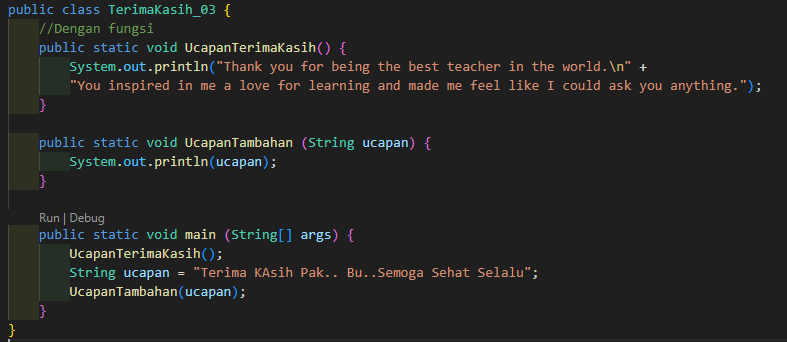 public class TerimaKasih_03 {
//Dengan fungsi
public static void UcapanTerimaKasih() {
System.out.println("Thank you for being the best teacher in the world.\n" +
"You inspired in me a love for learning and made me feel like I could ask you anything.");
}
public static void UcapanTambahan (String ucapan) {
System.out.println(ucapan);
}
Run | Debug
public static void main (String[] args) {
UcapanTerimaKasih();
String ucapan = "Terima KAsih Pak.. Bu..Semoga Sehat Selalu";
UcapanTambahan(ucapan);
}
}